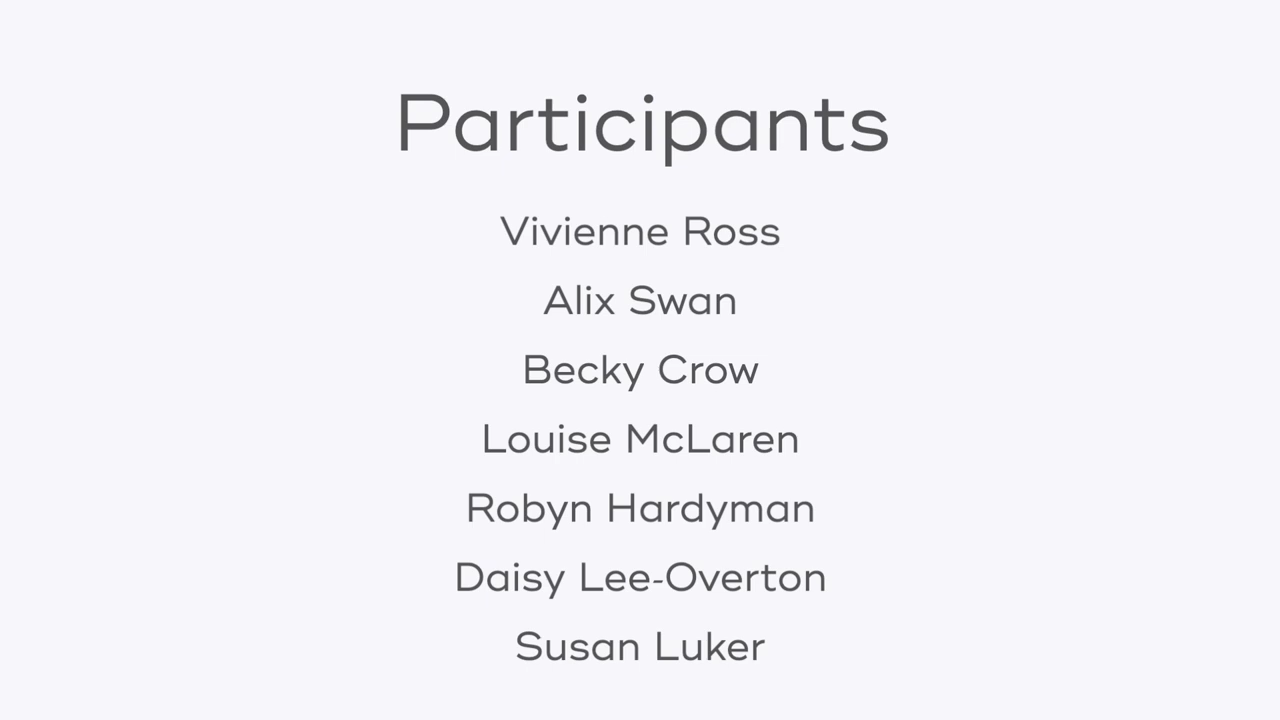 Participants
Vivienne Ross
Alix Swan
Becky Crow
Louise McLaren
Robyn Hardyman
Daisy Lee-Overton
Susan Luker